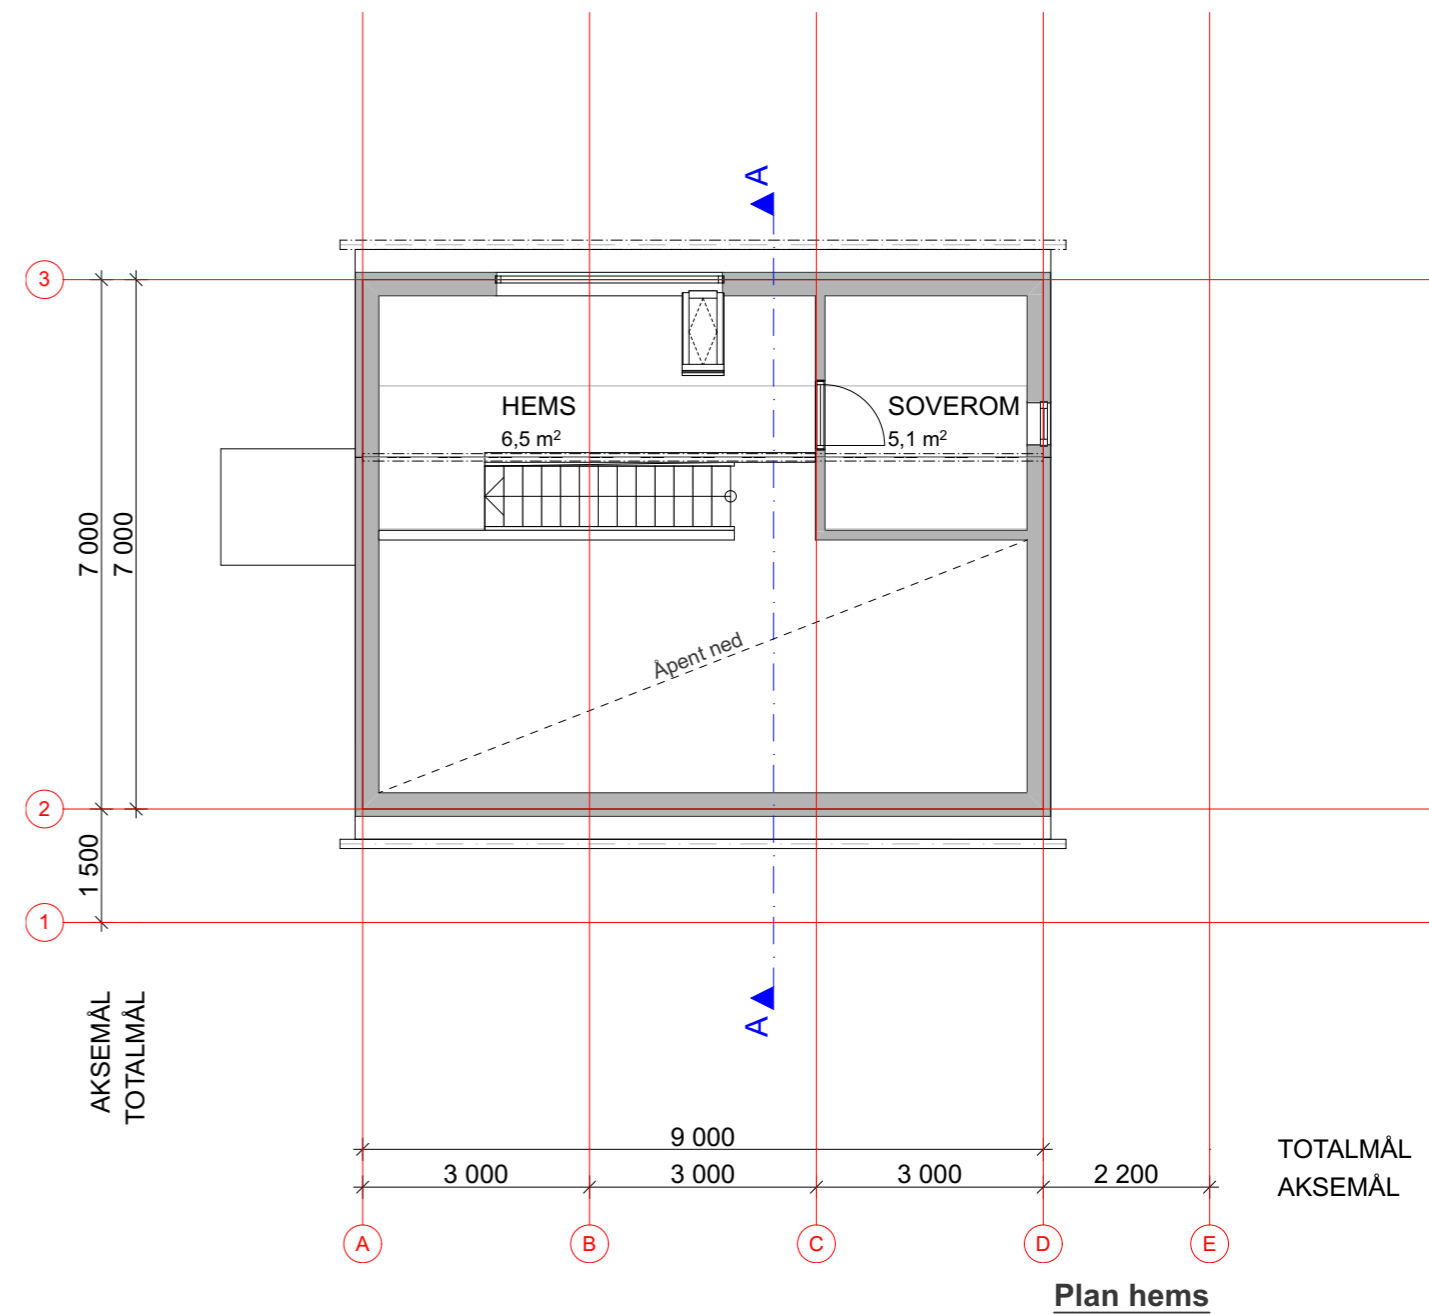 A
3
HEMS
6,5 m²
SOVEROM
5,1 m²
7 000
7 000
Åpent ned
2
1 500
1
A
AKSEMÅL
TOTALMÅL
9 000
TOTALMÅL
3 000 3 000 3 000 2 200
AKSEMÅL
A B C D E
Plan hems